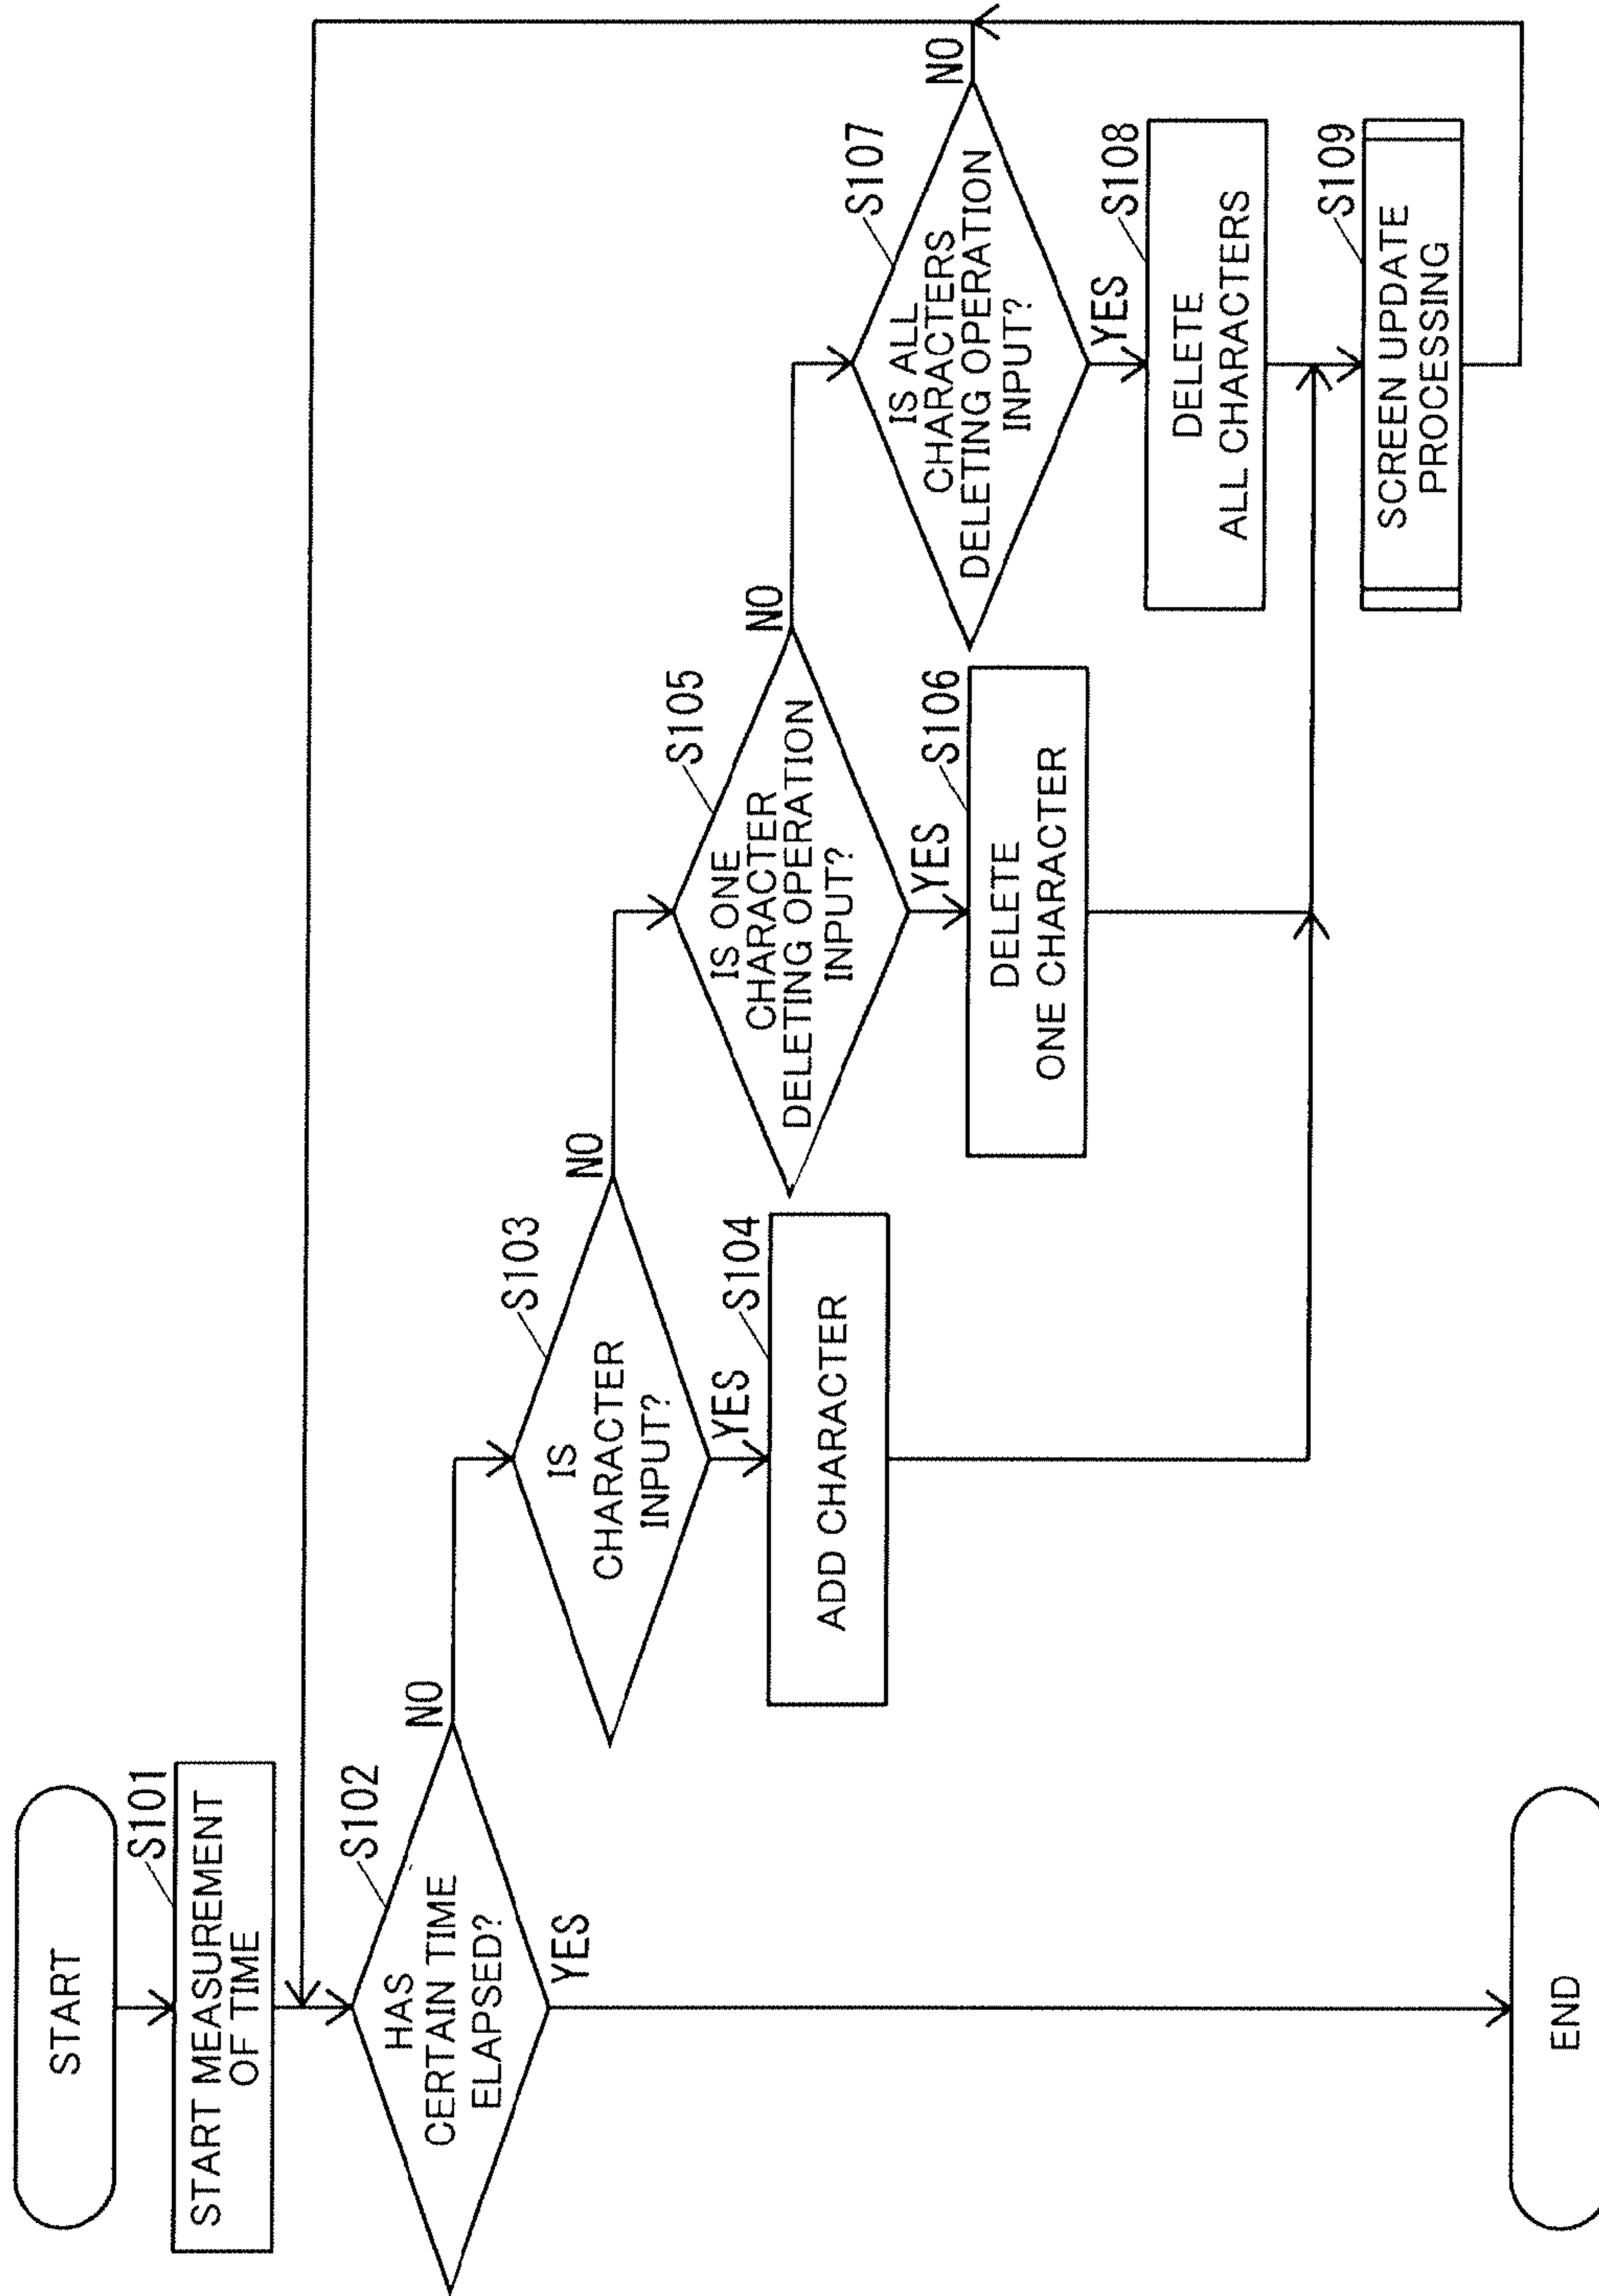 START
S101
START MEASUREMENT
OF TIME
S102
HAS
CERTAIN TIME
ELAPSED?
NO
YES
S103
IS
CHARACTER
INPUT?
NO
YES
S104
ADD CHARACTER
S105
IS ONE
CHARACTER
DELETING OPERATION
INPUT?
NO
YES
S106
DELETE
ONE CHARACTER
S107
IS ALL
CHARACTERS
DELETING OPERATION
INPUT?
NO
YES
S108
DELETE
ALL CHARACTERS
S109
SCREEN UPDATE
PROCESSING
END